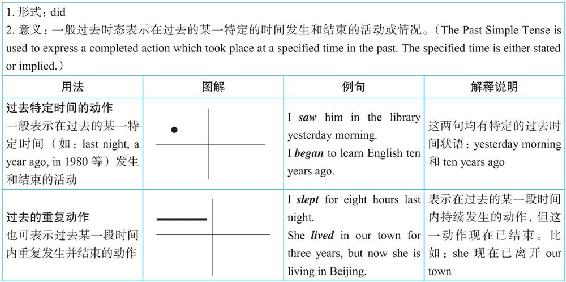 1. 形式：did
2. 意义：一般过去时态表示在过去的某一特定的时间发生和结束的活动或情况。（The Past Simple Tense is
used to express a completed action which took place at a specified time in the past. The specified time is either stated
or implied.）
用法
图解
例句
解释说明
过去特定时间的动作
一般表示在过去的某一特
定时间（如：last night, a
year ago, in 1980 等）发生
和结束的活动
I saw him in the library
yesterday morning.
I began to learn English ten
years ago.
这两句均有特定的过去时
间状语：yesterday morning
和 ten years ago
过去的重复动作
也可表示过去某一段时间
内重复发生并结束的动作
I slept for eight hours last
night.
She lived in our town for
three years, but now she is
living in Beijing.
表示在过去的某一段时间
内持续发生的动作，但这
一动作现在已结束。比
如：she 现在已离开 our
town